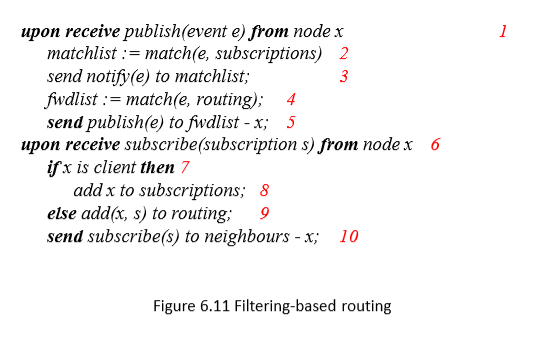 upon receive publish(event e) from node x 1
matchlist := match(e, subscriptions) 2
send notify(e) to matchlist; 3
fwdlist := match(e, routing); 4
send publish(e) to fwdlist - x; 5
upon receive subscribe(subscription s) from node x 6
if x is client then 7
add x to subscriptions; 8
else add(x, s) to routing; 9
send subscribe(s) to neighbours - x; 10
Figure 6.11 Filtering-based routing